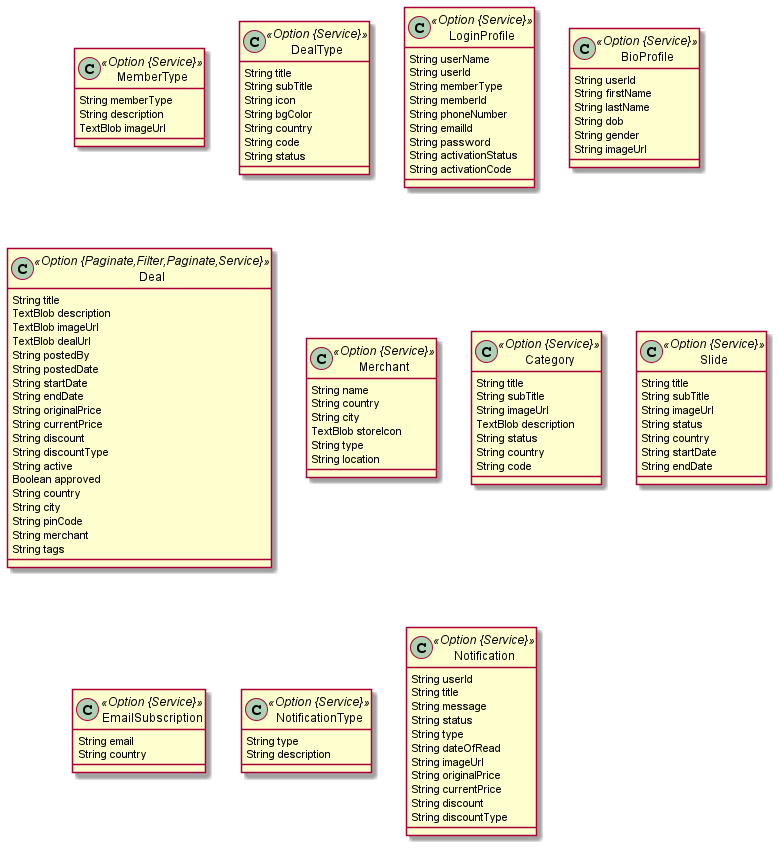 C «Option {Service}»
MemberType
String memberType
String description
TextBlob imageUrl
C «Option {Service}»
DealType
String title
String subTitle
String icon
String bgColor
String country
String code
String status
C «Option {Service}»
LoginProfile
String userName
String userId
String memberType
String memberId
String phoneNumber
String emailId
String password
String activationStatus
String activationCode
C «Option {Service}»
BioProfile
String userId
String firstName
String lastName
String dob
String gender
String imageUrl
C «Option {Paginate,Filter,Paginate,Service}»
Deal
String title
TextBlob description
TextBlob imageUrl
TextBlob dealUrl
String postedBy
String postedDate
String startDate
String endDate
String originalPrice
String currentPrice
String discount
String discountType
String active
Boolean approved
String country
String city
String pinCode
String merchant
String tags
C «Option {Service}»
Merchant
String name
String country
String city
TextBlob storeIcon
String type
String location
C «Option {Service}»
Category
String title
String subTitle
String imageUrl
TextBlob description
String status
String country
String code
C «Option {Service}»
Slide
String title
String subTitle
String imageUrl
String status
String country
String startDate
String endDate
C «Option {Service}»
EmailSubscription
String email
String country
C «Option {Service}»
NotificationType
String type
String description
C «Option {Service}»
Notification
String userId
String title
String message
String status
String type
String dateOfRead
String imageUrl
String originalPrice
String currentPrice
String discount
String discountType